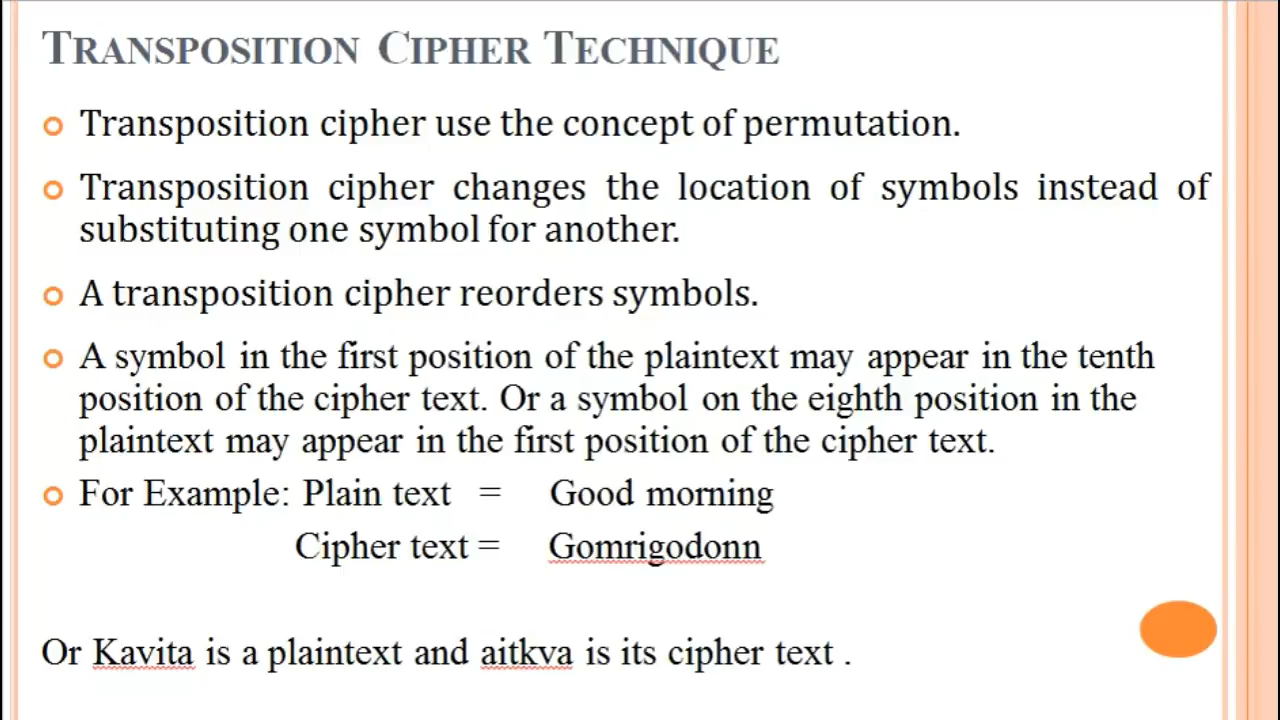 TRANSPOSITION CIPHER TECHNIQUE
Transposition cipher use the concept of permutation.
Transposition cipher changes the location of symbols instead of
substituting one symbol for another.
A transposition cipher reorders symbols.
A symbol in the first position of the plaintext may appear in the tenth
position of the cipher text. Or a symbol on the eighth position in the
plaintext may appear in the first position of the cipher text.
For Example: Plain text = Good morning
Cipher text = Gomrigodonn
Or Kavita is a plaintext and aitkva is its cipher text .